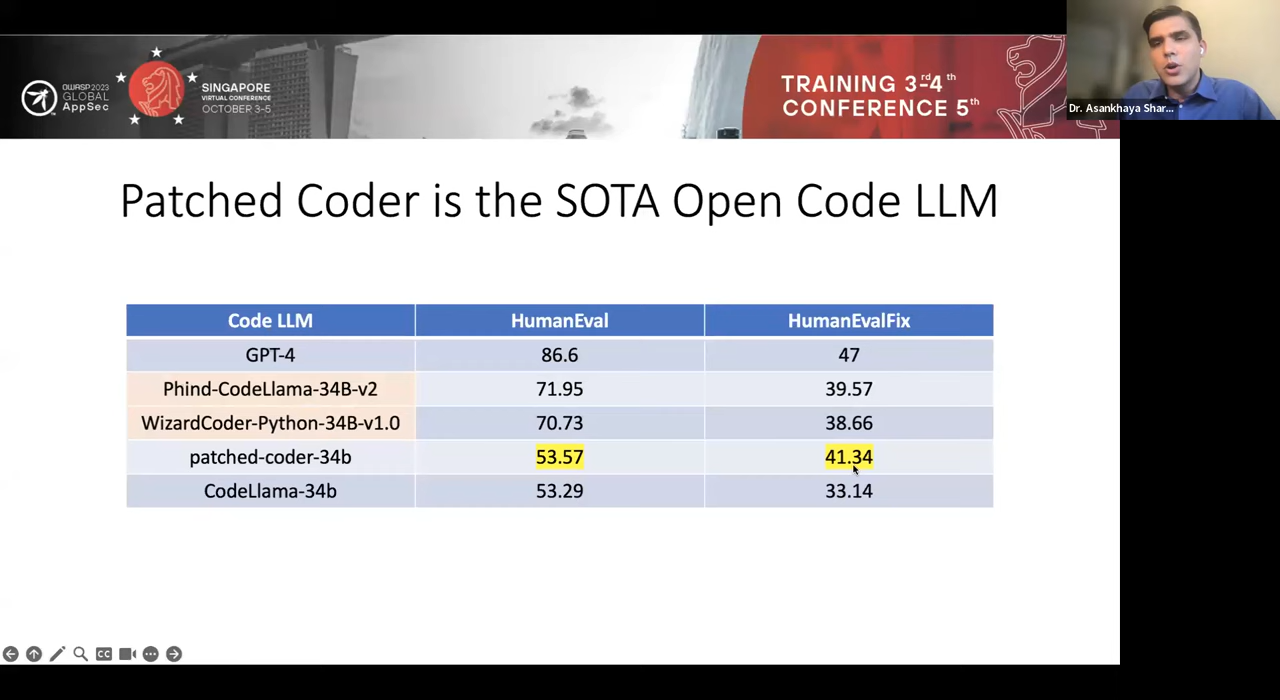 OWASP 2023
GLOBAL
AppSec
SINGAPORE
VIRTUAL CONFERENCE
OCTOBER 3-5
TRAINING 3rd-4th
CONFERENCE 5th
Dr. Asankhaya Shar...
Patched Coder is the SOTA Open Code LLM
Code LLM HumanEval HumanEvalFix
GPT-4 86.6 47
Phind-CodeLlama-34B-v2 71.95 39.57
WizardCoder-Python-34B-v1.0 70.73 38.66
patched-coder-34b 53.57 41.34
CodeLlama-34b 53.29 33.14
CC